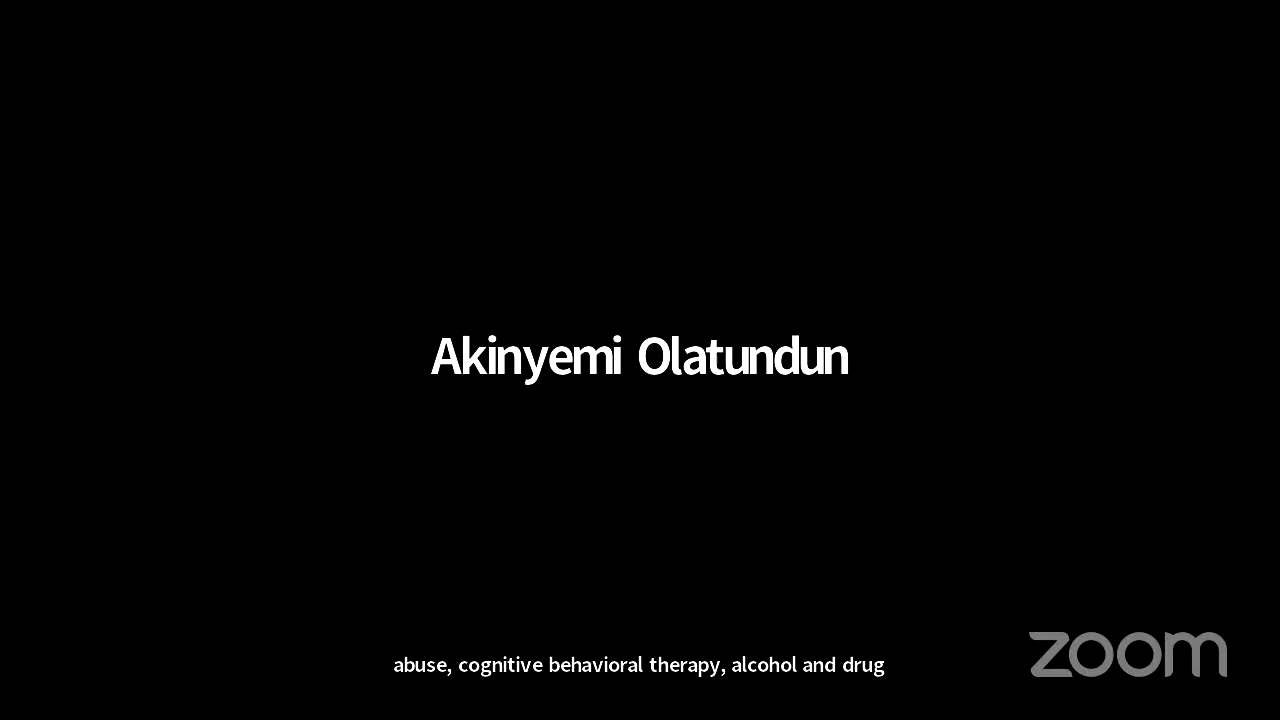 Akinyemi Olatundun
abuse, cognitive behavioral therapy, alcohol and drug
zoom